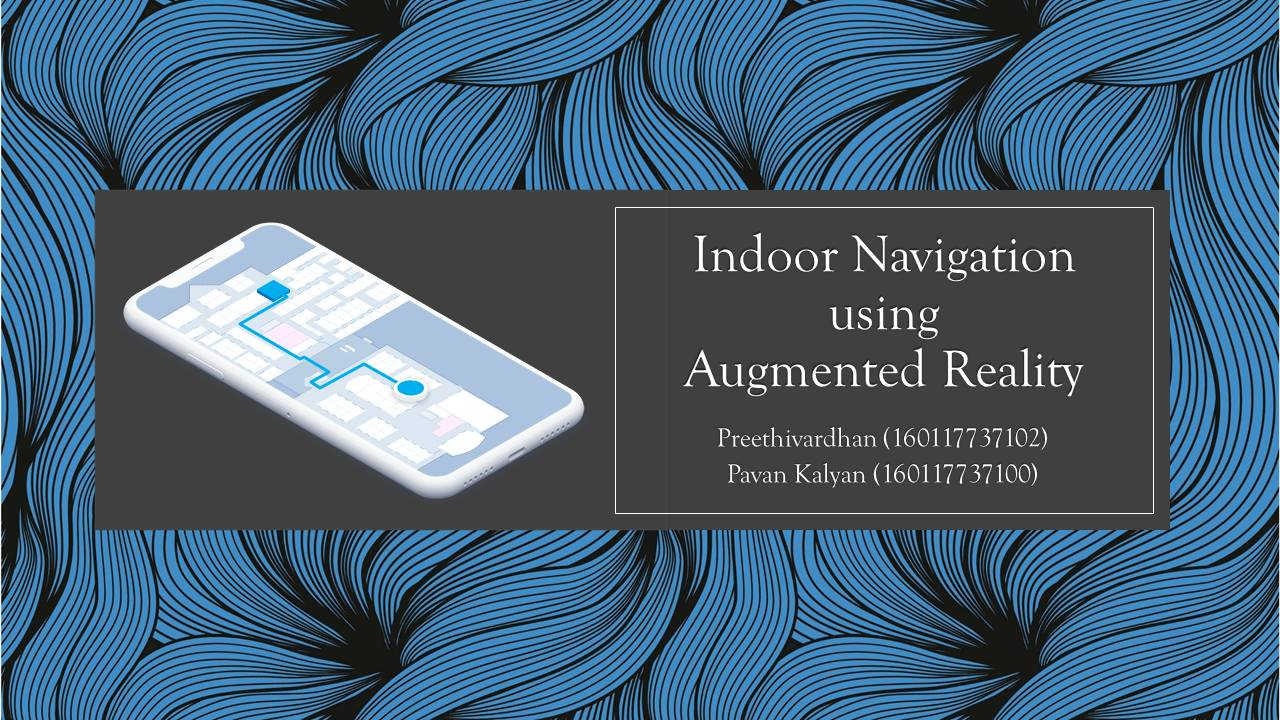 Indoor Navigation
using
Augmented Reality
Preethivardhan (160117737102)
Pavan Kalyan (160117737100)